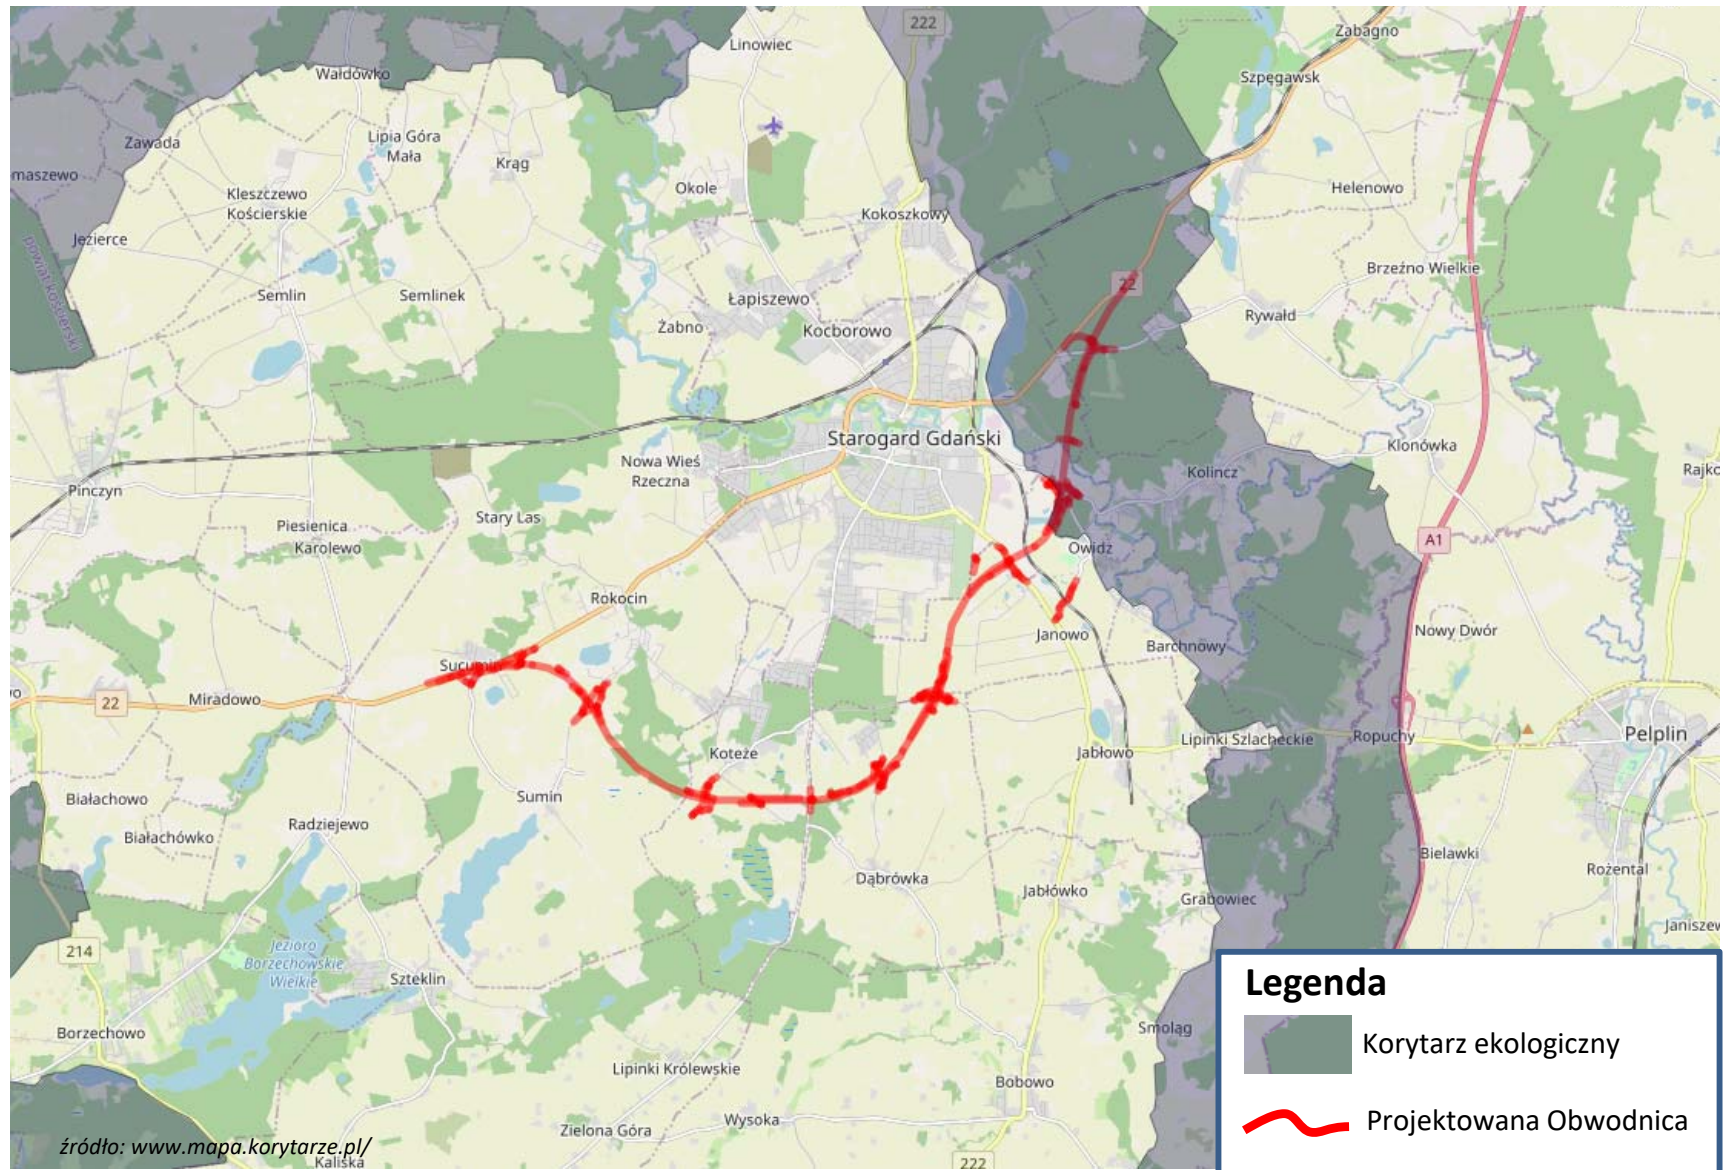 222
Linowiec
Zabagno
Szpęgawsk
Wałdówko
Zawada
Lipia Góra
Mała
Krąg
maszewo
Kleszczewo
Kościerskie
Okole
Helenowo
Kokoszkowy
Jezierce
powiat kościerski
Brzeźno Wielkie
22
Semlin
Semlinek
Łapiszewo
Rywałd
Żabno
Kocborowo
Starogard Gdański
Klonówka
Nowa Wieś
Rzeczna
Kolincz
Rajko
Pinczyn
Stary Las
Piesienica
Karolewo
A1
Owidz
Rokocin
Janowo
Nowy Dwór
Barchnowy
Sucumin
wo
22
Miradowo
Koteże
Jabłowo
Lipinki Szlacheckie
Ropuchy
Pelplin
Białachowo
Sumin
Radziejewo
Białachówko
Bielawki
Rożental
Dąbrówka
Jabłówko
Grabowiec
Janiszew
214
Jezioro
Borzechowskie
Wielkie
Szteklin
Legenda
Korytarz ekologiczny
Projektowana Obwodnica
Borzechowo
Smoląg
Lipinki Królewskie
Bobowo
Wysoka
Zielona Góra
źródło: www.mapa.korytarze.pl/
Kaliska
222